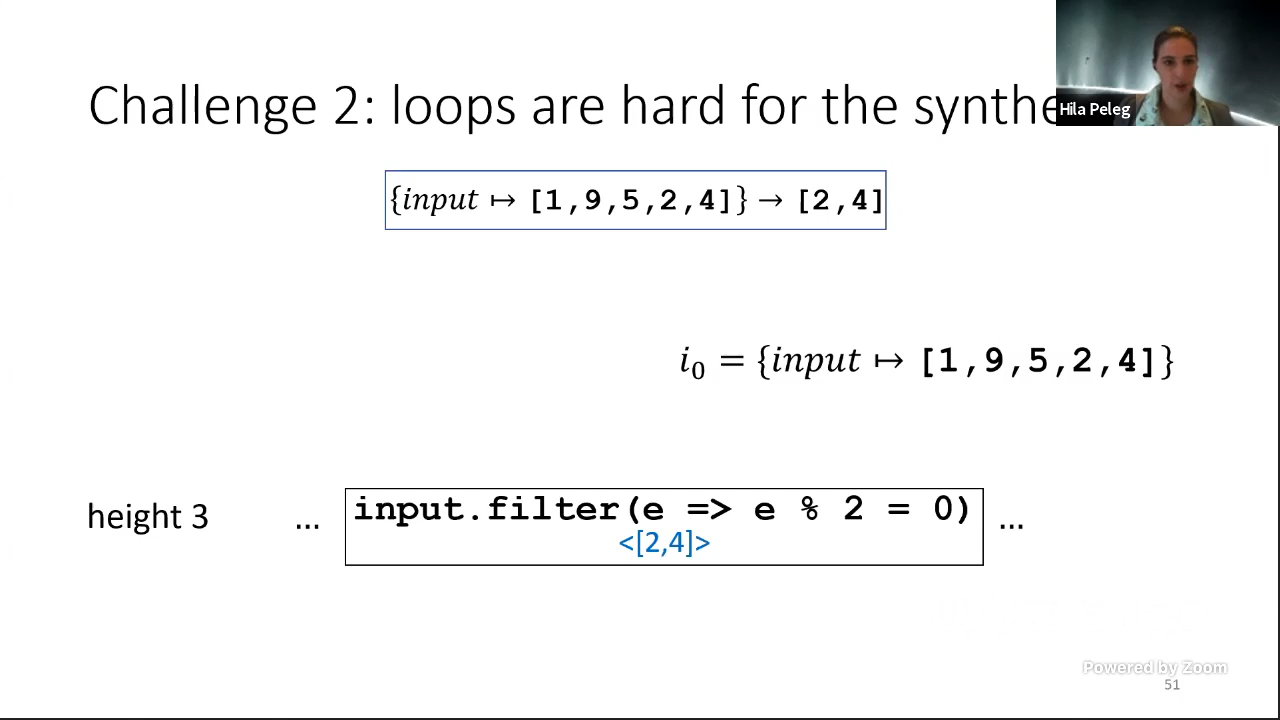 Challenge 2: loops are hard for the synthe
Hila Peleg
{input ↦ [1,9,5,2,4]} → [2,4]
i₀ = {input ↦ [1,9,5,2,4]}
height 3 ... input.filter(e => e % 2 = 0) ...
<[2,4]>
Powered by Zoom
51